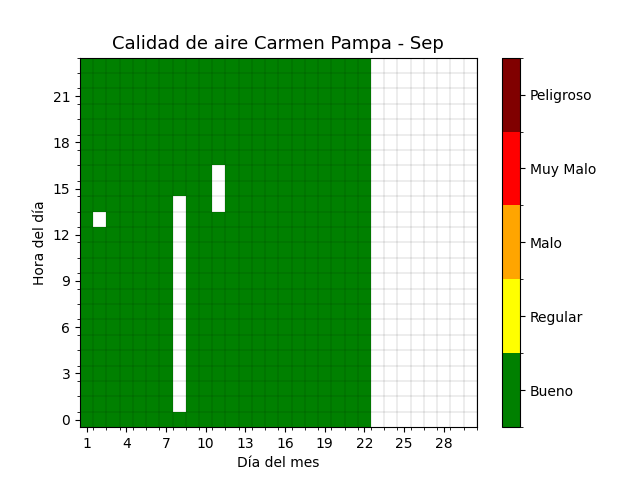 Calidad de aire Carmen Pampa - Sep
Hora del día
21
18
15
12
9
6
3
0
1 4 7 10 13 16 19 22 25 28
Día del mes
Peligroso
Muy Malo
Malo
Regular
Bueno